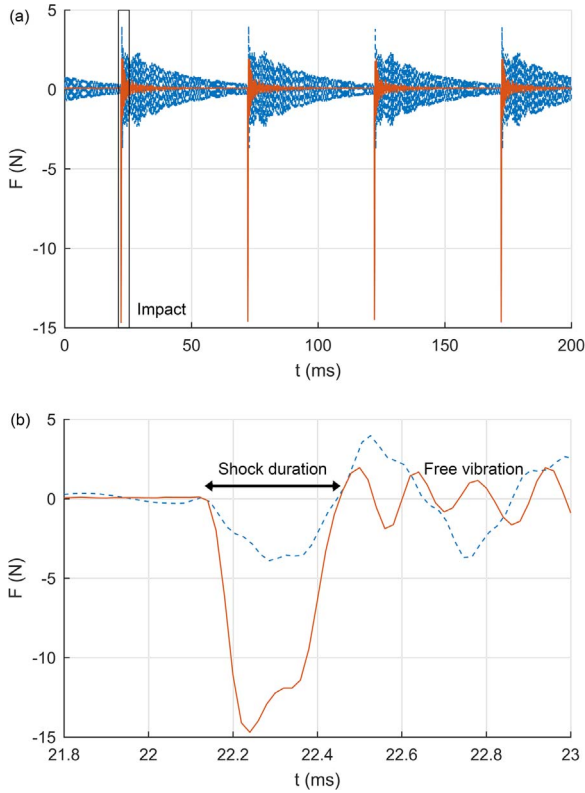 (a)
5
0
-5
-10
-15
F (N)
Impact
0 50 100 150 200
t (ms)
(b)
5
0
-5
-10
-15
F (N)
Shock duration
Free vibration
21.8 22 22.2 22.4 22.6 22.8 23
t (ms)